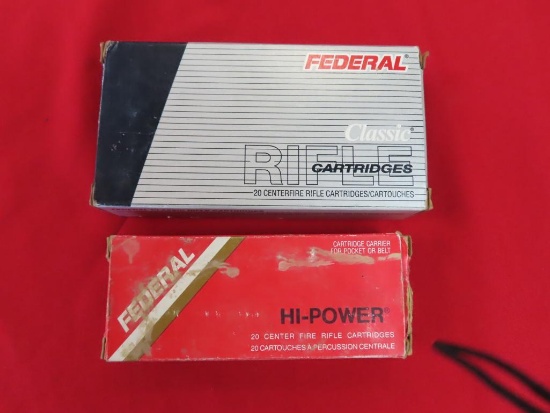 FEDERAL®
Classic®
RIFLE
CARTRIDGES
20 CENTERFIRE RIFLE CARTRIDGES/CARTOUCHES
FEDERAL
CARTRIDGE CARRIER
FOR POCKET OR BELT
HI-POWER®
20 CENTER FIRE RIFLE CARTRIDGES
20 CARTOUCHES A PERCUSSION CENTRALE